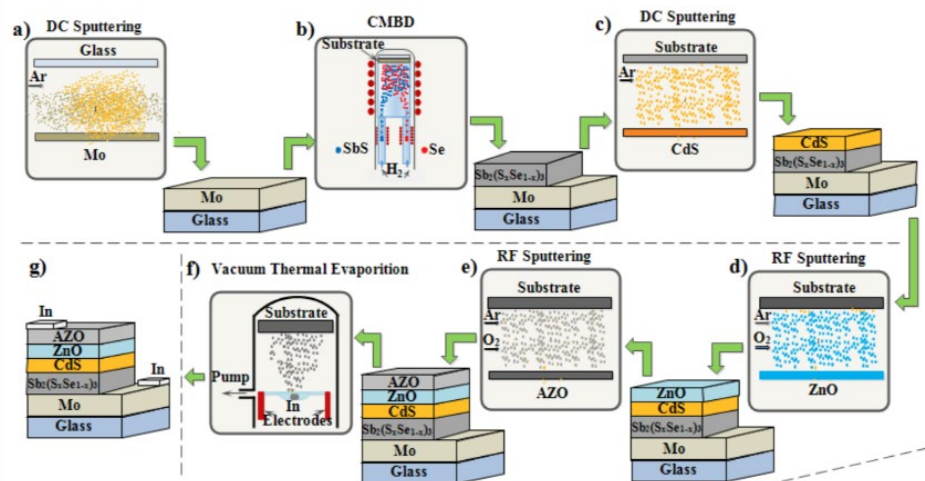 a)
DC Sputtering
Glass
Ar
Mo
Mo
Glass
b)
CMBD
Substrate
SbS
Se
H₂
Sb₂(SₓSe₁₋ₓ)₃
Mo
Glass
c)
DC Sputtering
Substrate
Ar
CdS
CdS
Sb₂(SₓSe₁₋ₓ)₃
Mo
Glass
d)
RF Sputtering
Substrate
Ar
O₂
ZnO
ZnO
CdS
Sb₂(SₓSe₁₋ₓ)₃
Mo
Glass
e)
RF Sputtering
Substrate
Ar
O₂
AZO
AZO
ZnO
CdS
Sb₂(SₓSe₁₋ₓ)₃
Mo
Glass
f)
Vacuum Thermal Evaporition
Substrate
Pump
In
Electrodes
g)
In
AZO
ZnO
CdS
In
Sb₂(SₓSe₁₋ₓ)₃
Mo
Glass